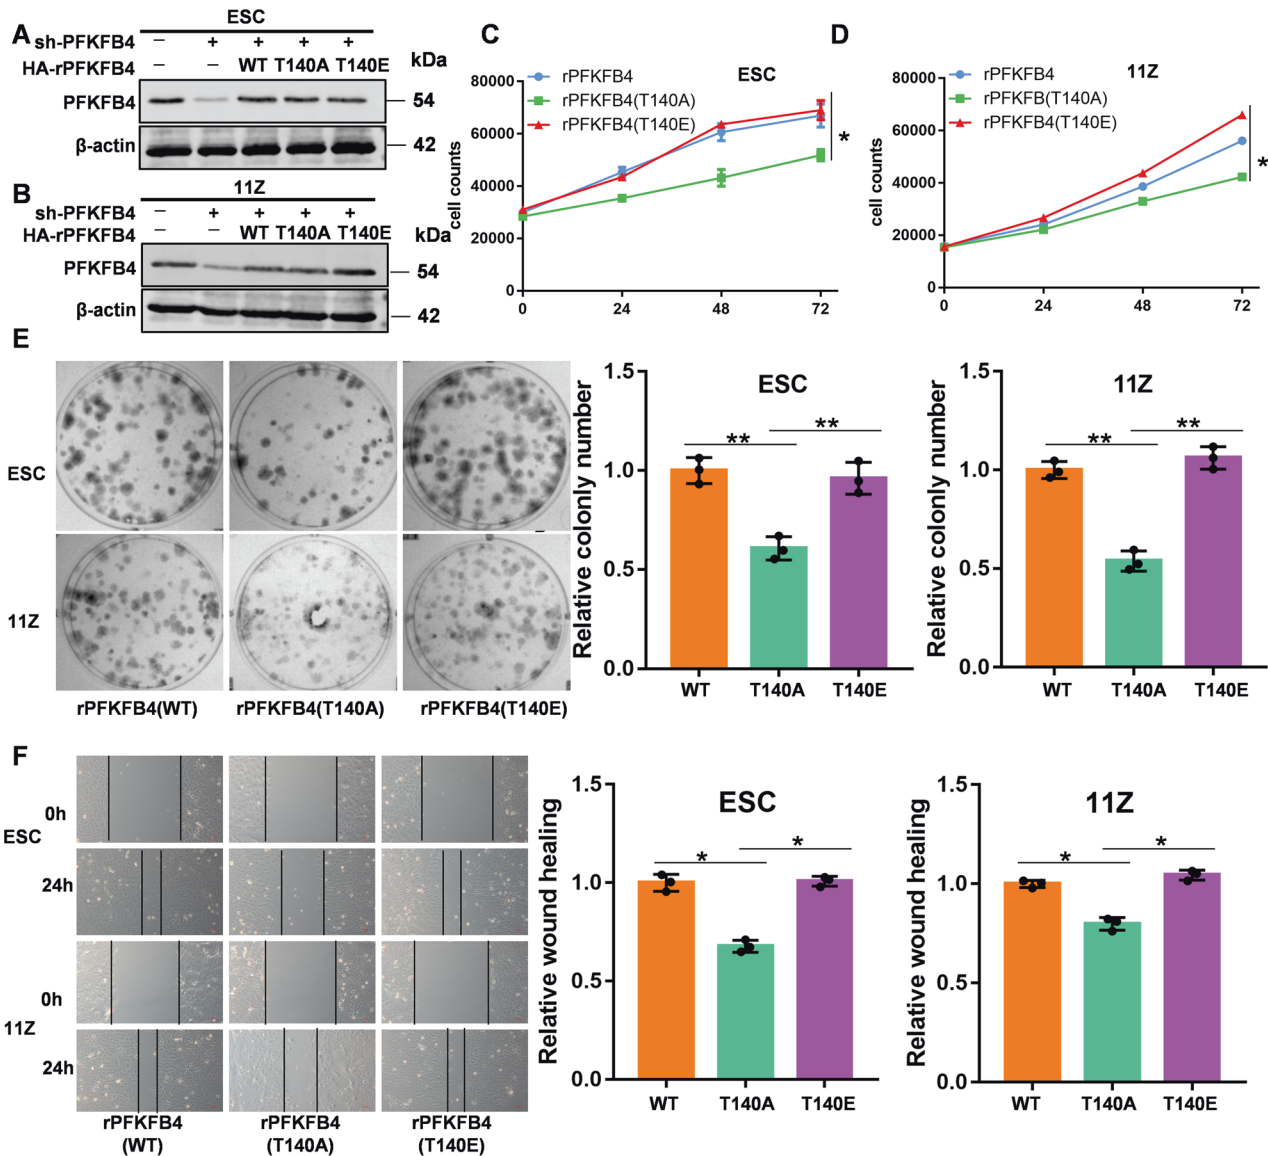 A
ESC
sh-PFKFB4 – + + + +
HA-rPFKFB4 – – WT T140A T140E kDa
PFKFB4 54
β-actin 42
B
11Z
sh-PFKFB4 – + + + +
HA-rPFKFB4 – – WT T140A T140E kDa
PFKFB4 54
β-actin 42
C
ESC
rPFKFB4
rPFKFB4(T140A)
rPFKFB4(T140E)
cell counts
80000
60000
40000
20000
0
0 24 48 72
*
D
11Z
rPFKFB4
rPFKFB(T140A)
rPFKFB4(T140E)
cell counts
80000
60000
40000
20000
0
0 24 48 72
*
E
ESC
11Z
rPFKFB4(WT) rPFKFB4(T140A) rPFKFB4(T140E)
ESC
Relative colonly number
1.5
1.0
0.5
0.0
** **
WT T140A T140E
11Z
Relative colony number
1.5
1.0
0.5
0.0
** **
WT T140A T140E
F
ESC
0h
24h
11Z
0h
24h
rPFKFB4 rPFKFB4 rPFKFB4
(WT) (T140A) (T140E)
ESC
Relative wound healing
1.5
1.0
0.5
0.0
* *
WT T140A T140E
11Z
Relative wound healing
1.5
1.0
0.5
0.0
* *
WT T140A T140E